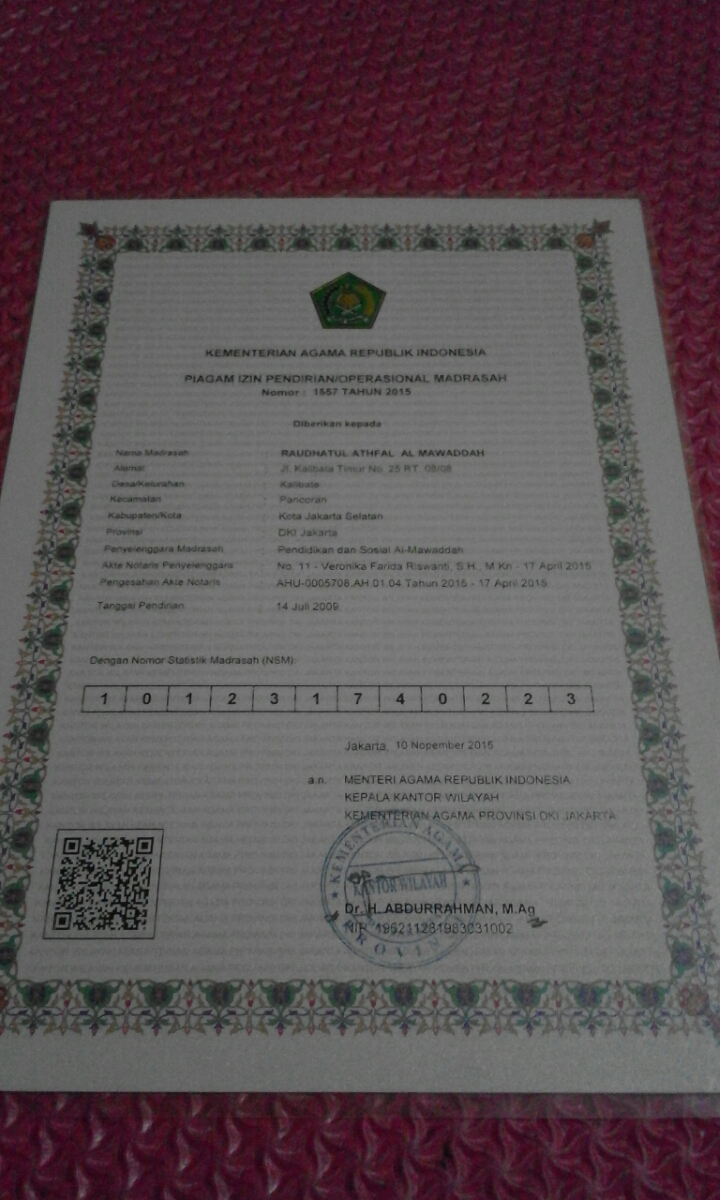 KEMENTERIAN AGAMA REPUBLIK INDONESIA
PIAGAM IZIN PENDIRIAN/OPERASIONAL MADRASAH
Nomor : 1557 TAHUN 2015
Diberikan kepada
Nama Madrasah : RAUDHATUL ATHFAL AL MAWADDAH
Alamat : Jl. Kalibata Timur No. 25 RT. 08/08
Desa/Kelurahan : Kalibata
Kecamatan : Pancoran
Kabupaten/Kota : Kota Jakarta Selatan
Provinsi : DKI Jakarta
Penyelenggara Madrasah : Pendidikan dan Sosial Al-Mawaddah
Akte Notaris Penyelenggara : No. 11 - Veronika Farida Riswanti, S.H., M.Kn - 17 April 2015
Pengesahan Akte Notaris : AHU-0005708.AH.01.04.Tahun 2015 - 17 April 2015
Tanggal Pendirian : 14 Juli 2009
Dengan Nomor Statistik Madrasah (NSM):
1 0 1 2 3 1 7 4 0 2 2 3
Jakarta, 10 Nopember 2015
a.n. MENTERI AGAMA REPUBLIK INDONESIA
KEPALA KANTOR WILAYAH
KEMENTERIAN AGAMA PROVINSI DKI JAKARTA
KEMENTERIAN AGAMA
KANTOR WILAYAH
Dr. H. ABDURRAHMAN, M.Ag
NIP.
PROVINSI